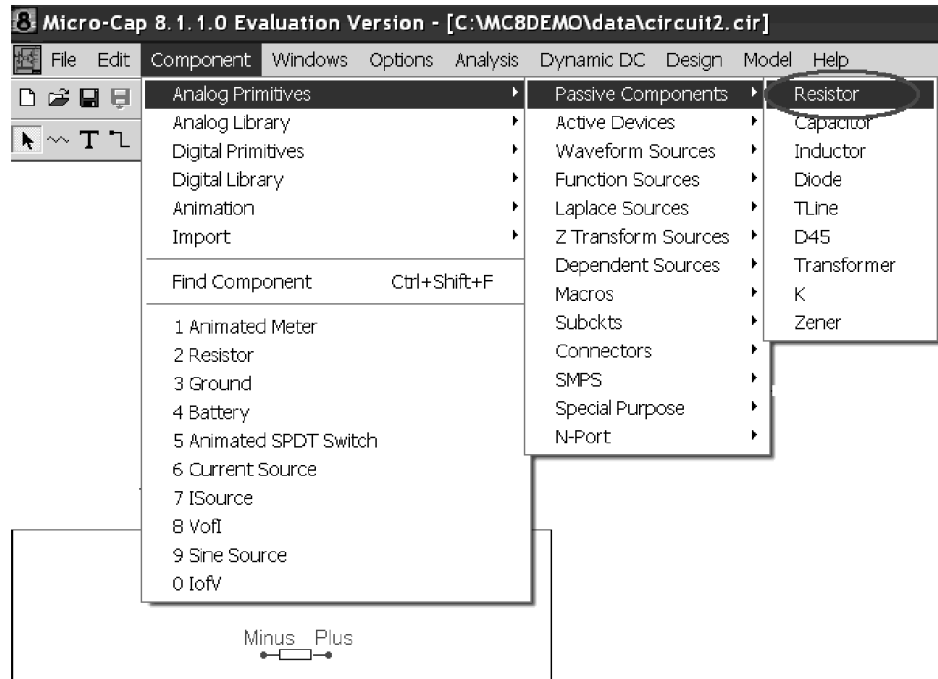 Micro-Cap 8.1.1.0 Evaluation Version - [C:\MC8DEMO\data\circuit2.cir]
File Edit Component Windows Options Analysis Dynamic DC Design Model Help
T
Analog Primitives
Analog Library
Digital Primitives
Digital Library
Animation
Import
Find Component Ctrl+Shift+F
1 Animated Meter
2 Resistor
3 Ground
4 Battery
5 Animated SPDT Switch
6 Current Source
7 ISource
8 VofI
9 Sine Source
0 IofV
Passive Components
Active Devices
Waveform Sources
Function Sources
Laplace Sources
Z Transform Sources
Dependent Sources
Macros
Subckts
Connectors
SMPS
Special Purpose
N-Port
Resistor
Capacitor
Inductor
Diode
TLine
D45
Transformer
K
Zener
Minus Plus